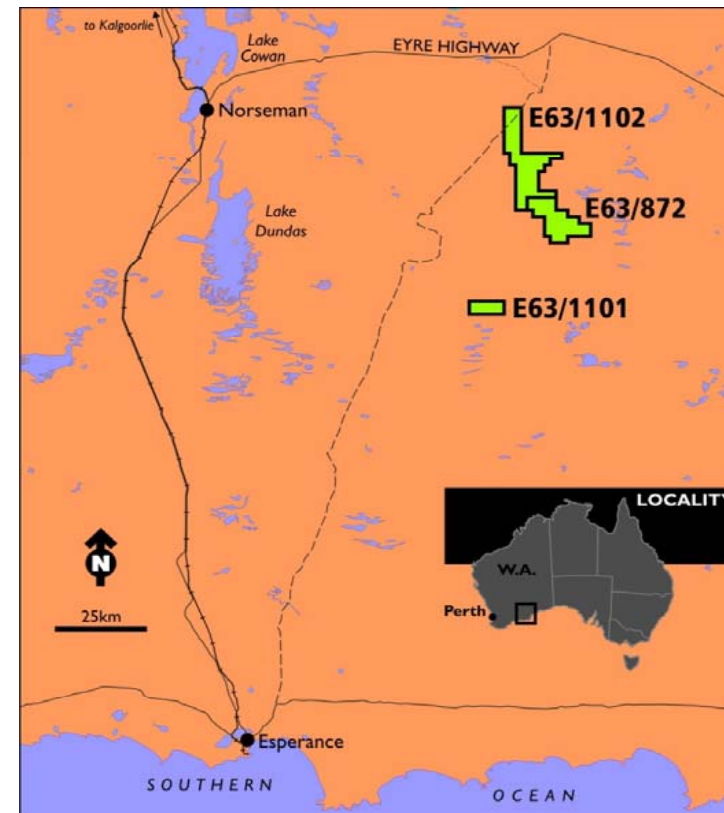 to Kalgoorlie
Lake
Cowan
EYRE HIGHWAY
Norseman
E63/1102
Lake
Dundas
E63/872
E63/1101
LOCALITY
W.A.
Perth
N
25km
Esperance
SOUTHERN
OCEAN